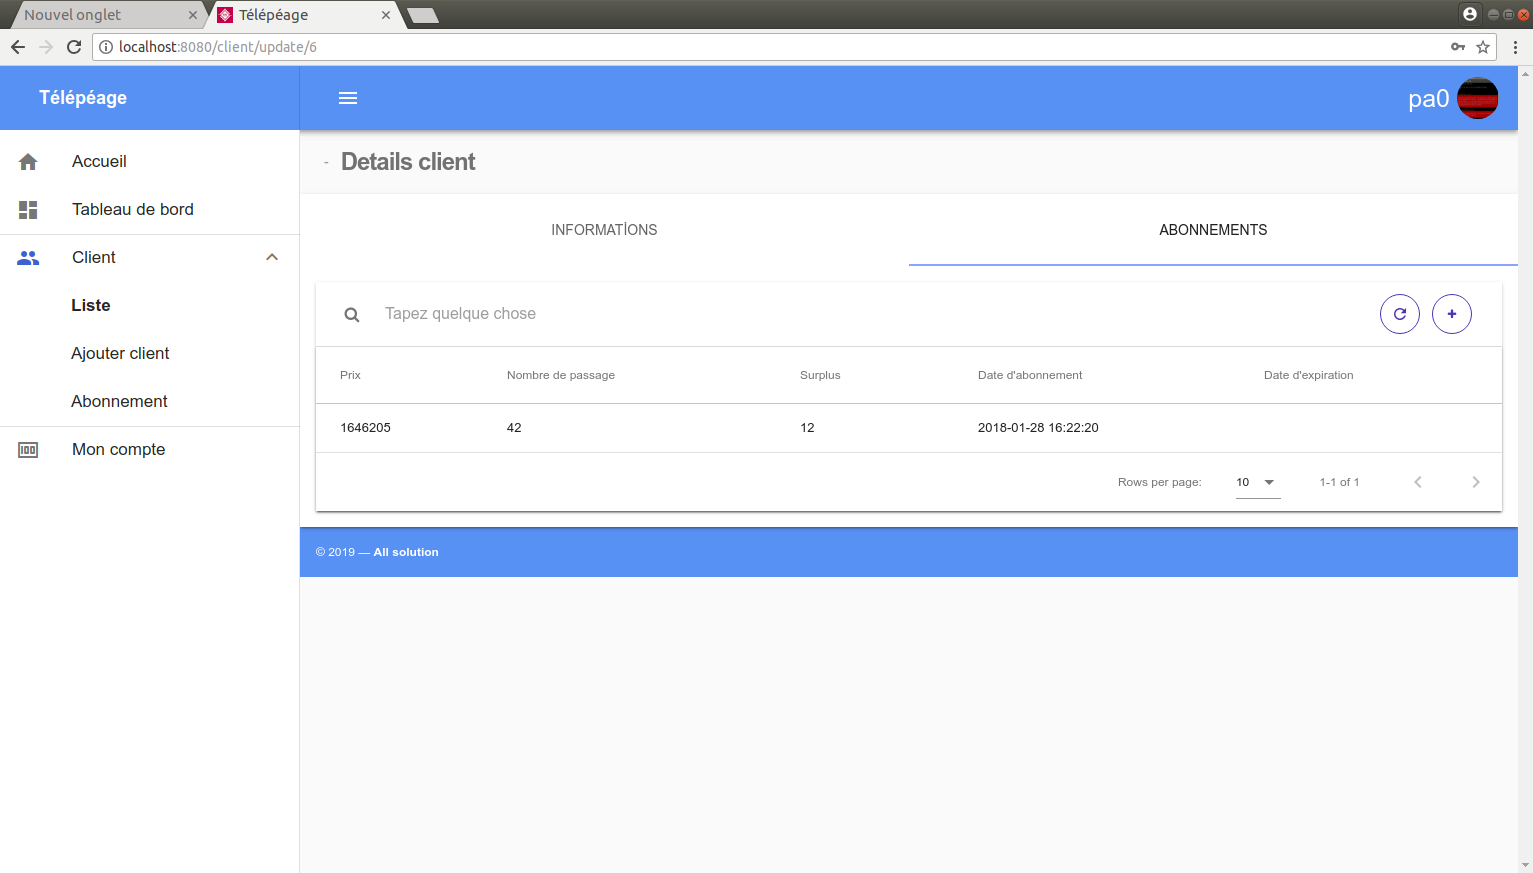 Nouvel onglet
Télépéage
localhost:8080/client/update/6
Télépéage
pa0
Accueil
Tableau de bord
Client
Liste
Ajouter client
Abonnement
Mon compte
- Details client
INFORMATİONS
ABONNEMENTS
Tapez quelque chose
Prix Nombre de passage Surplus Date d'abonnement Date d'expiration
1646205 42 12 2018-01-28 16:22:20
Rows per page: 10 1-1 of 1
© 2019 — All solution